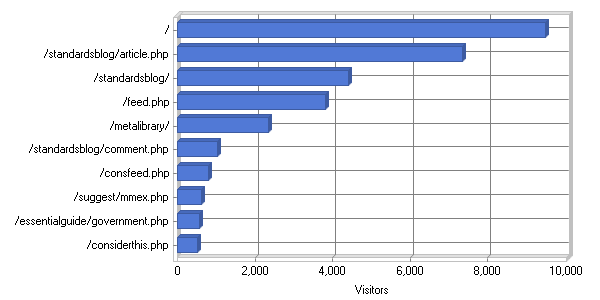 /
/standardsblog/article.php
/standardsblog/
/feed.php
/metalibrary/
/standardsblog/comment.php
/consfeed.php
/suggest/mmex.php
/essentialguide/government.php
/considerthis.php
0 2,000 4,000 6,000 8,000 10,000
Visitors